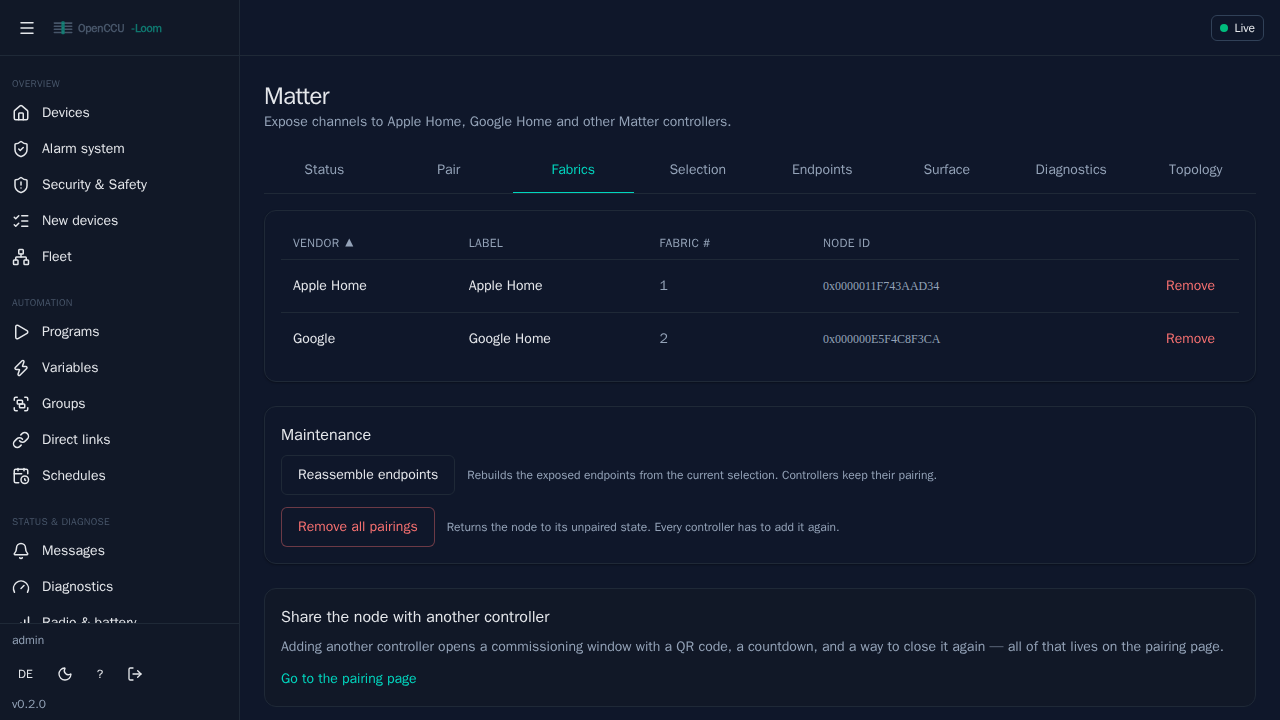 OpenCCU -Loom
Live
OVERVIEW
Devices
Alarm system
Security & Safety
New devices
Fleet
AUTOMATION
Programs
Variables
Groups
Direct links
Schedules
STATUS & DIAGNOSE
Messages
Diagnostics
Radio & battery
admin
DE
?
v0.2.0
Matter
Expose channels to Apple Home, Google Home and other Matter controllers.
Status Pair Fabrics Selection Endpoints Surface Diagnostics Topology
VENDOR ▲ LABEL FABRIC # NODE ID
Apple Home Apple Home 1 0x0000011F743AAD34 Remove
Google Google Home 2 0x000000E5F4C8F3CA Remove
Maintenance
Reassemble endpoints Rebuilds the exposed endpoints from the current selection. Controllers keep their pairing.
Remove all pairings Returns the node to its unpaired state. Every controller has to add it again.
Share the node with another controller
Adding another controller opens a commissioning window with a QR code, a countdown, and a way to close it again — all of that lives on the pairing page.
Go to the pairing page